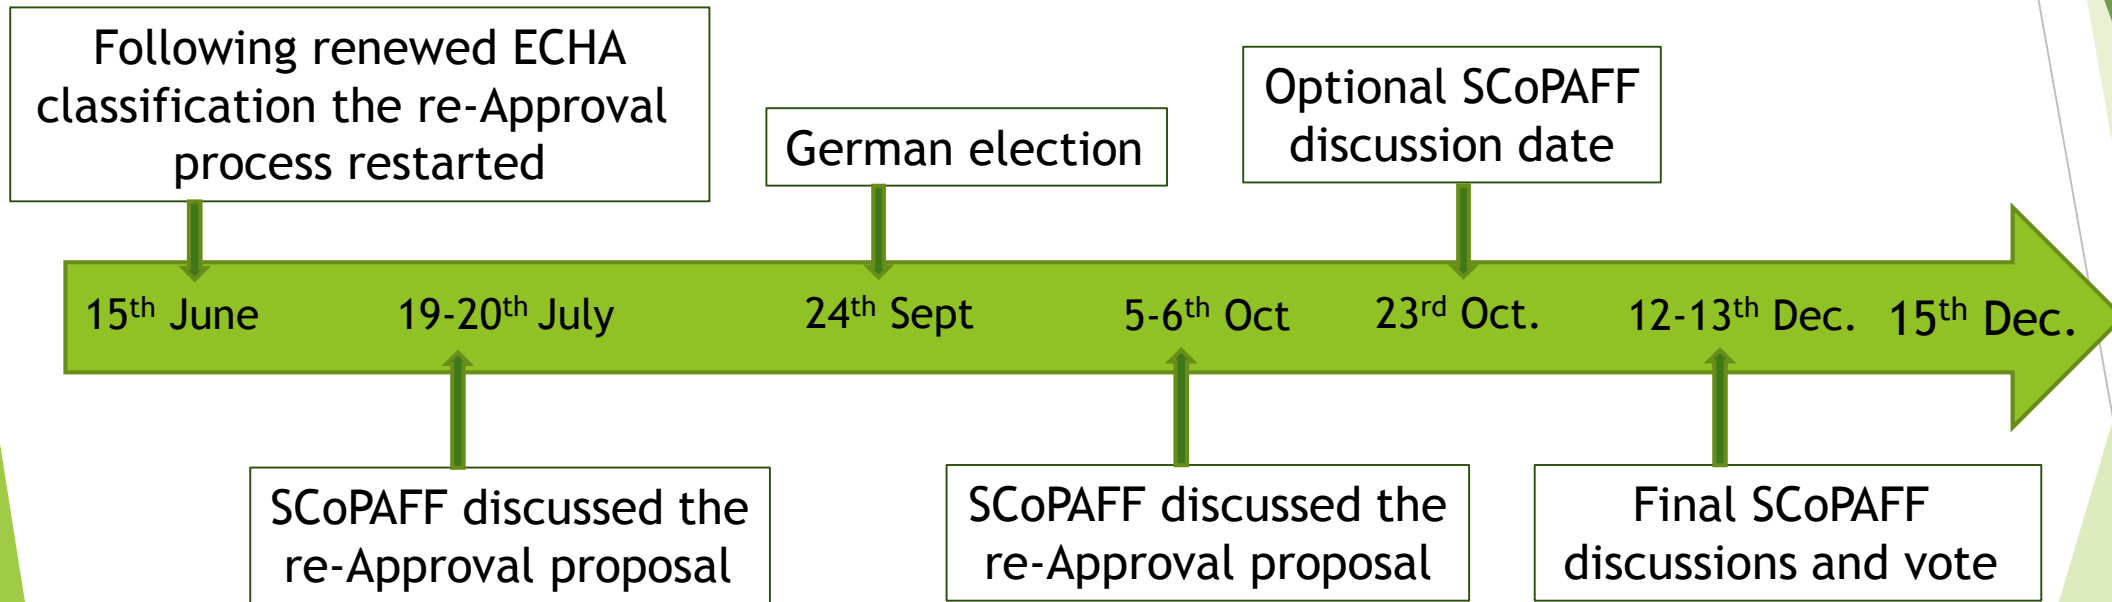 Following renewed ECHA
classification the re-Approval
process restarted
German election
Optional SCoPAFF
discussion date
15th June
19-20th July
24th Sept
5-6th Oct
23rd Oct.
12-13th Dec.
15th Dec.
SCoPAFF discussed the
re-Approval proposal
SCoPAFF discussed the
re-Approval proposal
Final SCoPAFF
discussions and vote